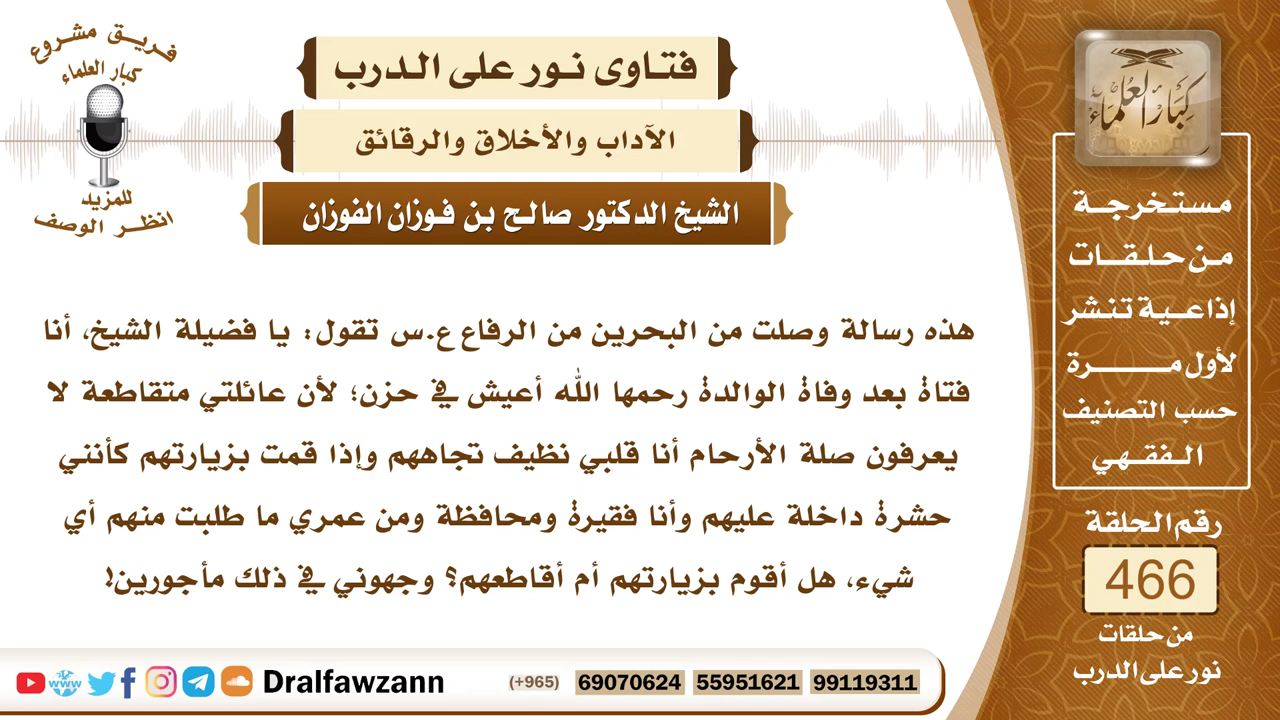 فريق مشروع
كبار العلماء
للمزيد
انظر الوصف
فتاوى نور على الدرب
الآداب والأخلاق والرقائق
الشيخ الدكتور صالح بن فوزان الفوزان
هذه رسالة وصلت من البحرين من الرفاع ع.س تقول: يا فضيلة الشيخ، أنا
فتاة بعد وفاة الوالدة رحمها الله أعيش في حزن؛ لأن عائلتي متقاطعة لا
يعرفون صلة الأرحام أنا قلبي نظيف تجاههم وإذا قمت بزيارتهم كأنني
حشرة داخلة عليهم وأنا فقيرة ومحافظة ومن عمري ما طلبت منهم أي
شيء، هل أقوم بزيارتهم أم أقاطعهم؟ وجهوني في ذلك مأجورين!
كبار العلماء
مستخرجة
من حلقات
إذاعية تنشر
لأول مرة
حسب التصنيف
الفقهي
رقم الحلقة
466
من حلقات
نور على الدرب
www
Dralfawzann
(+965) 69070624 55951621 99119311